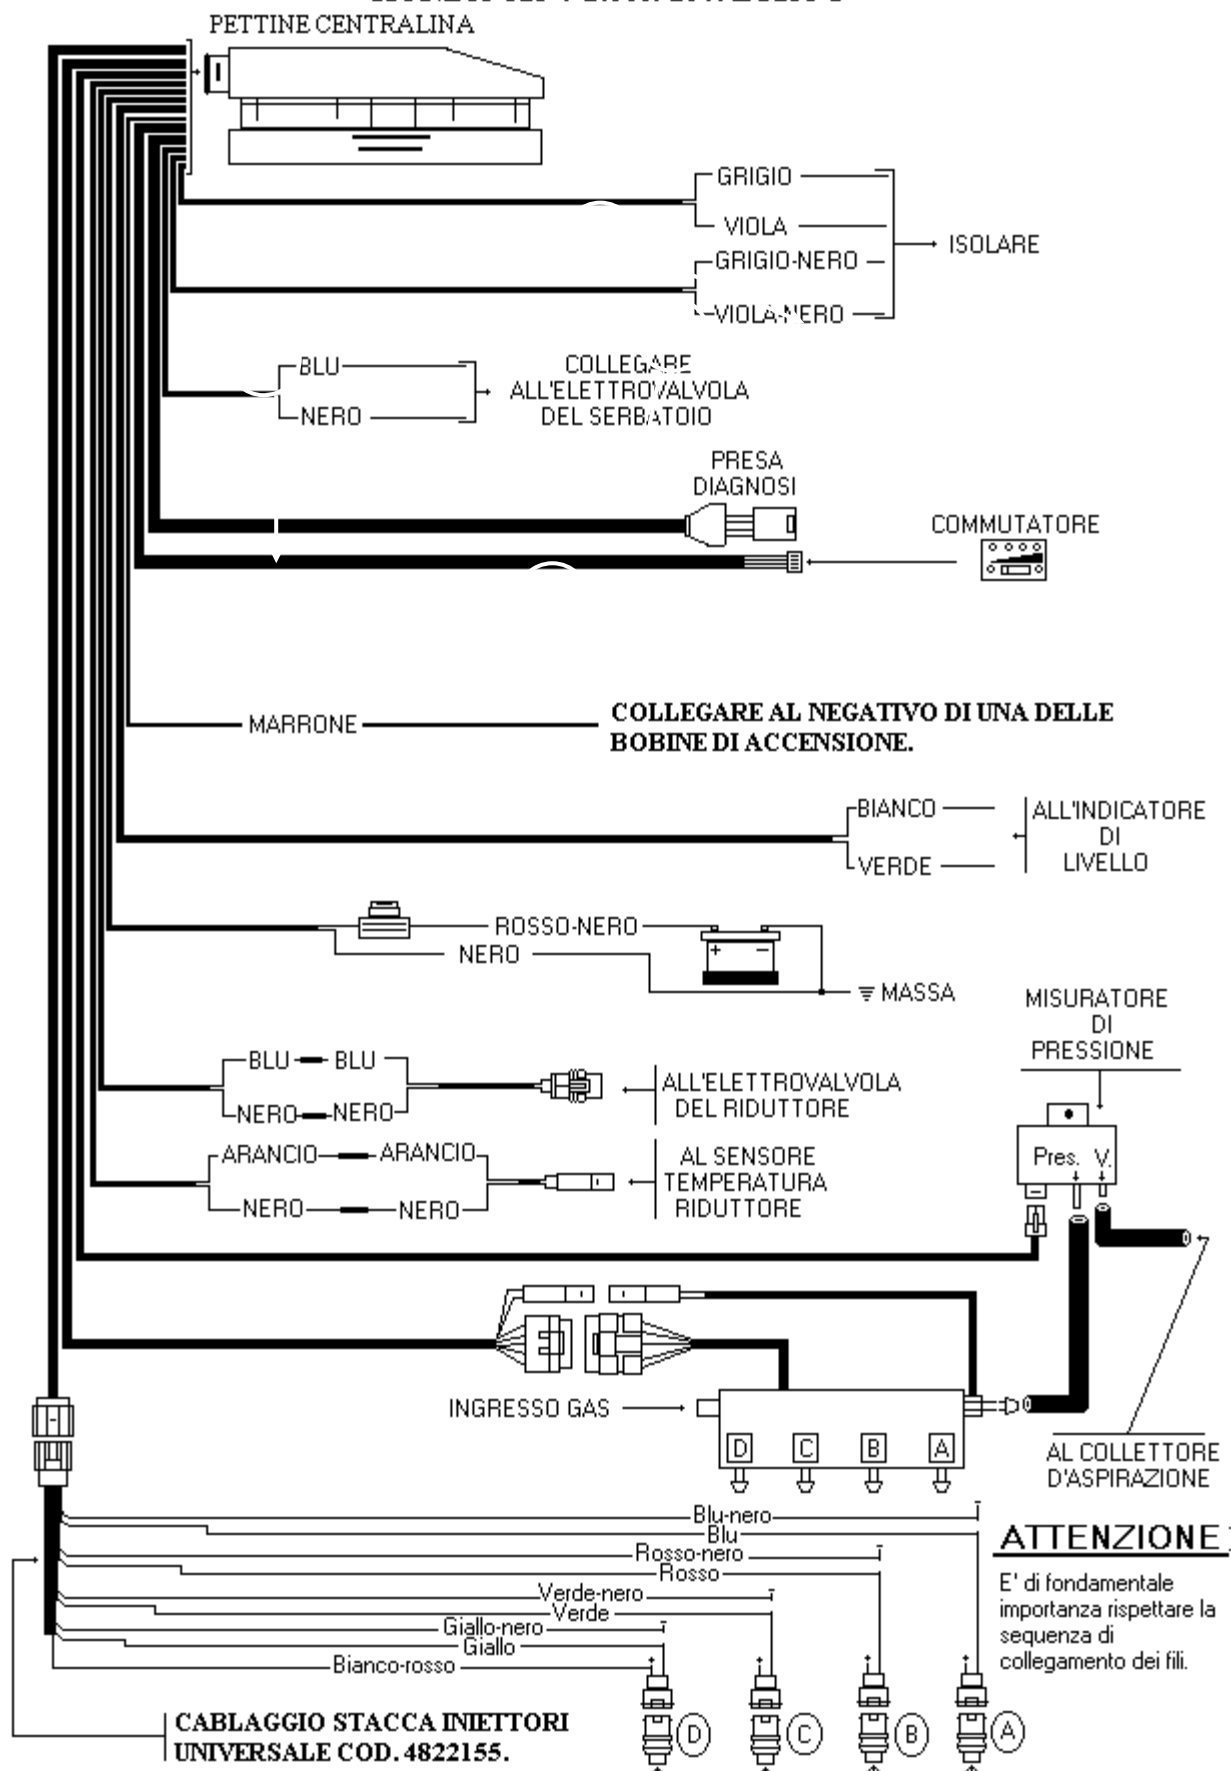 PETTINE CENTRALINA
GRIGIO
VIOLA
ISOLARE
GRIGIO-NERO
VIOLA-NERO
BLU
NERO
COLLEGARE
ALL'ELETTROVALVOLA
DEL SERBATOIO
PRESA
DIAGNOSI
COMMUTATORE
MARRONE
COLLEGARE AL NEGATIVO DI UNA DELLE
BOBINE DI ACCENSIONE.
BIANCO
VERDE
ALL'INDICATORE
DI
LIVELLO
ROSSO-NERO
NERO
+ −
MASSA
MISURATORE
DI
PRESSIONE
BLU BLU
NERO NERO
ALL'ELETTROVALVOLA
DEL RIDUTTORE
Pres. V.
ARANCIO ARANCIO
NERO NERO
AL SENSORE
TEMPERATURA
RIDUTTORE
INGRESSO GAS
D C B A
AL COLLETTORE
D'ASPIRAZIONE
Blu-nero
Blu
Rosso-nero
Rosso
Verde-nero
Verde
Giallo-nero
Giallo
Bianco-rosso
ATTENZIONE
E' di fondamentale
importanza rispettare la
sequenza di
collegamento dei fili.
D C B A
CABLAGGIO STACCA INIETTORI
UNIVERSALE COD. 4822155.